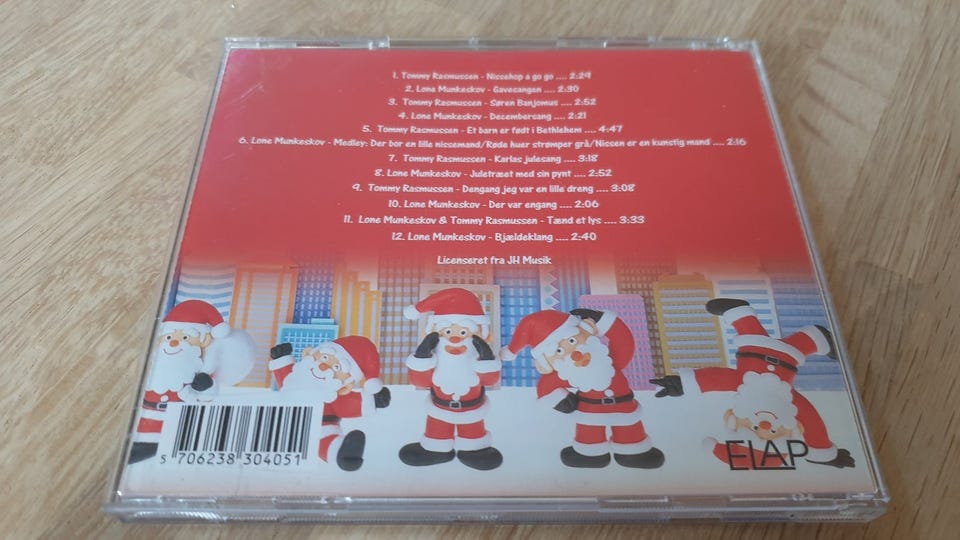 1. Tommy Rasmussen - Nissehop a go go .... 2:29
2. Lone Munkeskov - Gavesangen .... 2:30
3. Tommy Rasmussen - Søren Banjomus .... 2:52
4. Lone Munkeskov - Decembersang .... 2:21
5. Tommy Rasmussen - Et barn er født i Bethlehem .... 4:47
6. Lone Munkeskov - Medley: Der bor en lille nissemand/Røde huer strømper grå/Nissen er en kunstig mand .... 2:16
7. Tommy Rasmussen - Karlas julesang .... 3:18
8. Lone Munkeskov - Juletræet med sin pynt .... 2:52
9. Tommy Rasmussen - Dengang jeg var en lille dreng .... 3:08
10. Lone Munkeskov - Der var engang .... 2:06
11. Lone Munkeskov & Tommy Rasmussen - Tænd et lys .... 3:33
12. Lone Munkeskov - Bjældeklang .... 2:40
Licenseret fra JH Musik
5 706238 304051
ELAP